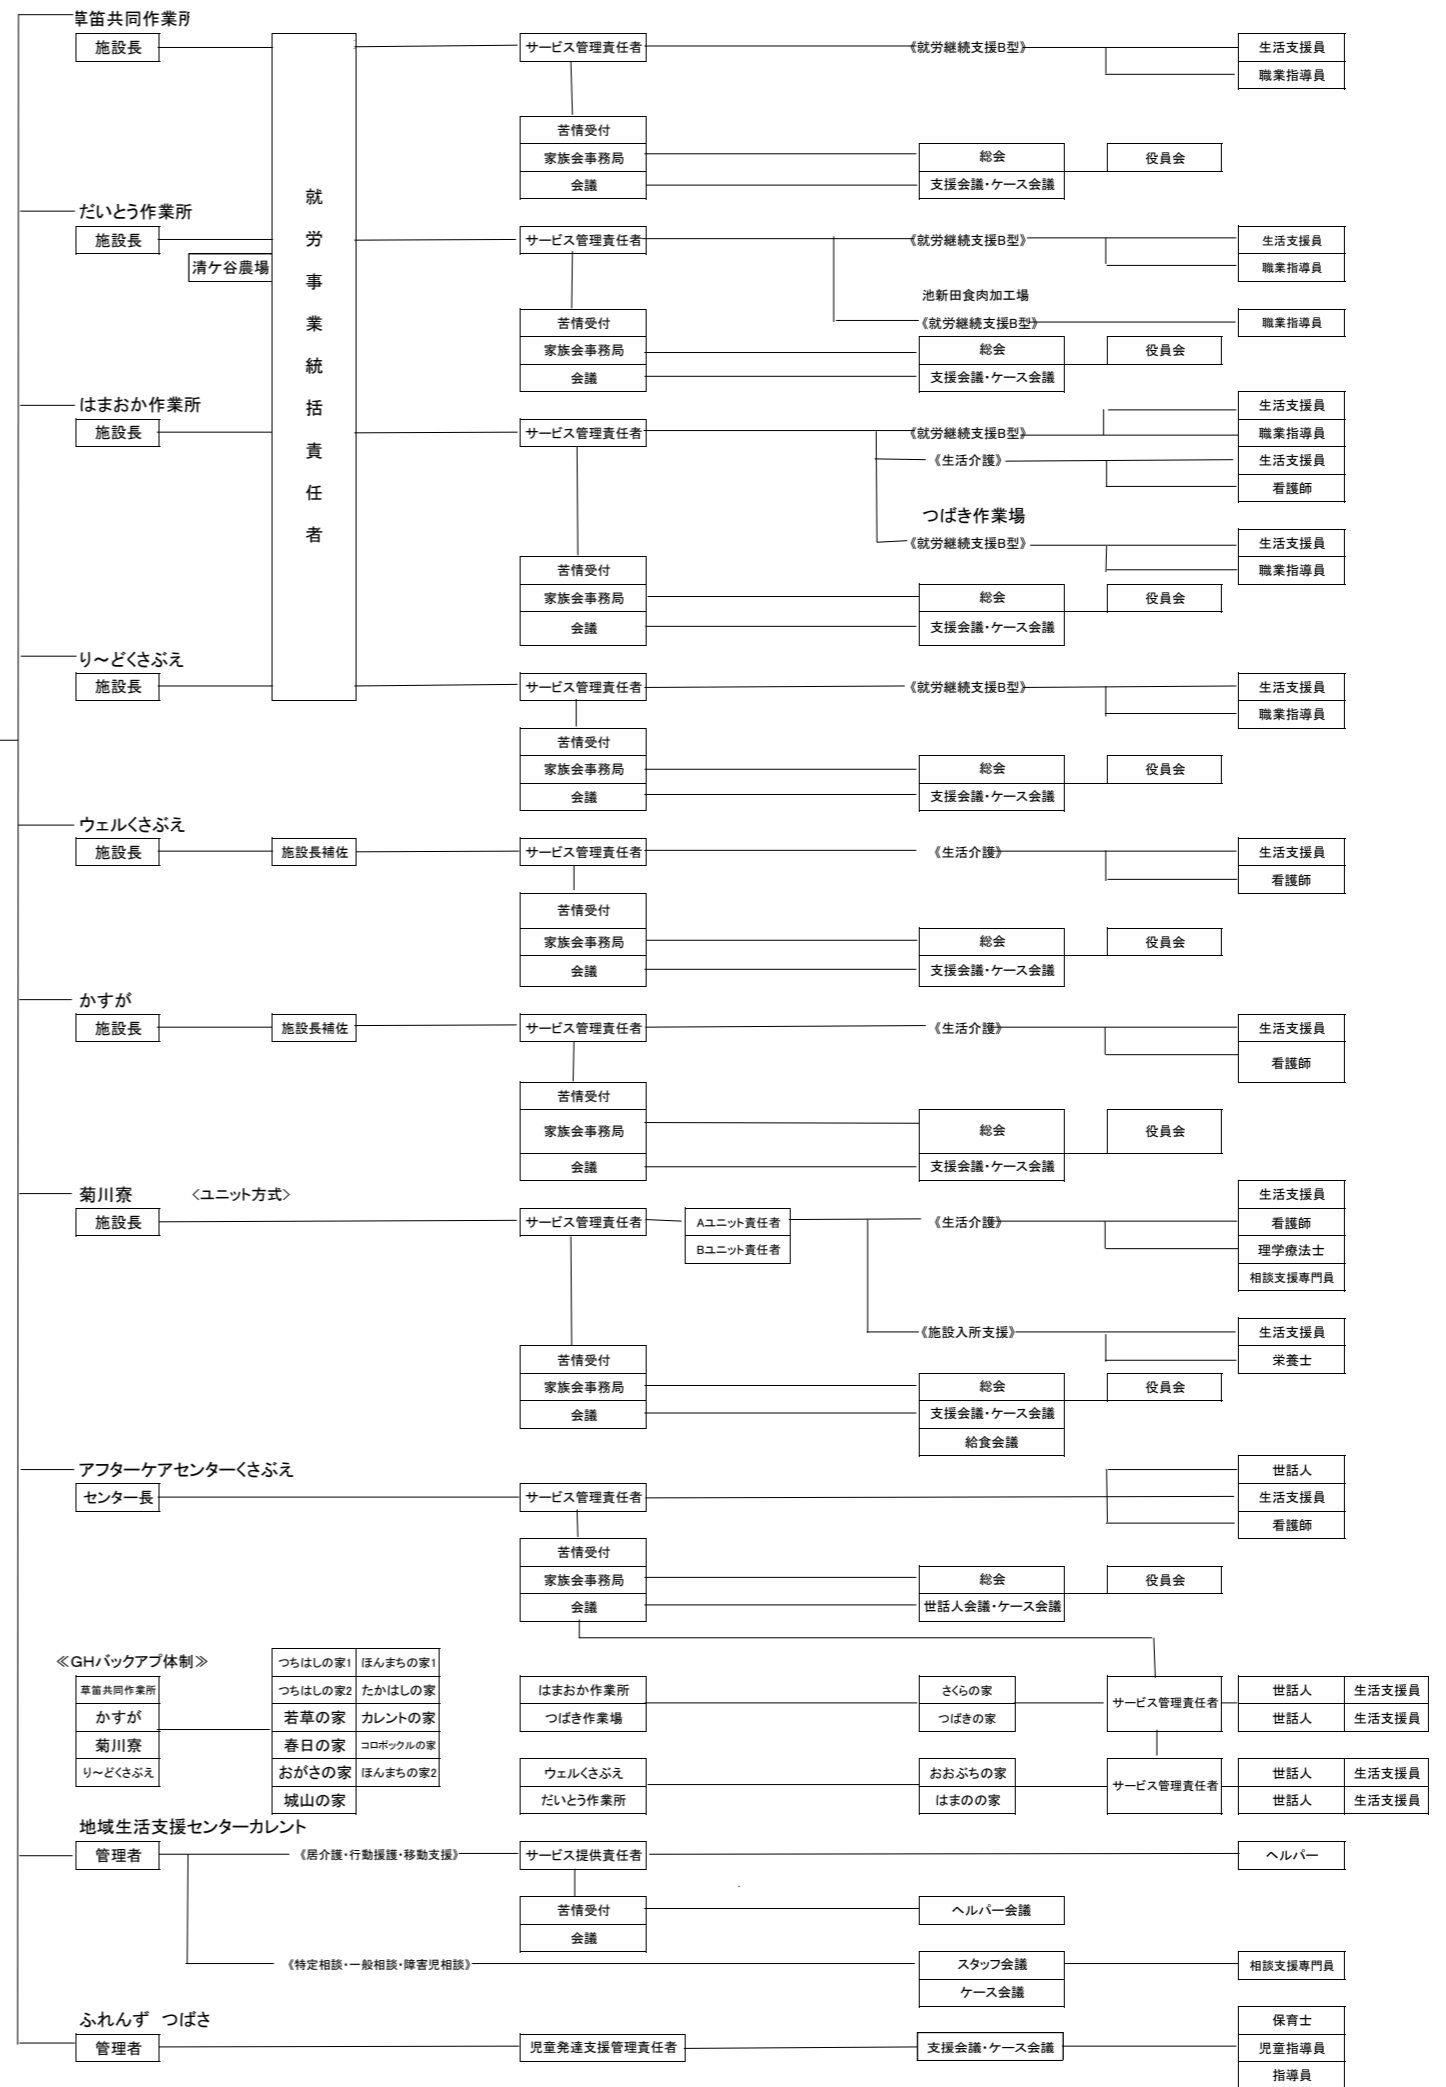 草笛共同作業所
施設長 サービス管理責任者 《就労継続支援B型》 生活支援員
職業指導員
苦情受付
家族会事務局 総会 役員会
会議 支援会議・ケース会議
就労事業統括責任者
だいとう作業所
施設長 サービス管理責任者 《就労継続支援B型》 生活支援員
清ケ谷農場 職業指導員
池新田食肉加工場
苦情受付 《就労継続支援B型》 職業指導員
家族会事務局 総会 役員会
会議 支援会議・ケース会議
はまおか作業所 生活支援員
施設長 サービス管理責任者 《就労継続支援B型》 職業指導員
《生活介護》 生活支援員
看護師
つばき作業場
《就労継続支援B型》 生活支援員
苦情受付 職業指導員
家族会事務局 総会 役員会
会議 支援会議・ケース会議
り~どくさぶえ
施設長 サービス管理責任者 《就労継続支援B型》 生活支援員
職業指導員
苦情受付
家族会事務局 総会 役員会
会議 支援会議・ケース会議
ウェルくさぶえ
施設長 施設長補佐 サービス管理責任者 《生活介護》 生活支援員
看護師
苦情受付
家族会事務局 総会 役員会
会議 支援会議・ケース会議
かすが
施設長 施設長補佐 サービス管理責任者 《生活介護》 生活支援員
看護師
苦情受付
家族会事務局 総会 役員会
会議 支援会議・ケース会議
菊川寮 <ユニット方式> 生活支援員
施設長 サービス管理責任者 Aユニット責任者 《生活介護》 看護師
Bユニット責任者 理学療法士
相談支援専門員
《施設入所支援》 生活支援員
苦情受付 栄養士
家族会事務局 総会 役員会
会議 支援会議・ケース会議
給食会議
アフターケアセンターくさぶえ 世話人
センター長 サービス管理責任者 生活支援員
看護師
苦情受付
家族会事務局 総会 役員会
会議 世話人会議・ケース会議
≪GHバックアプ体制≫ つちはしの家1 ほんまちの家1
草笛共同作業所 つちはしの家2 たかはしの家 はまおか作業所 さくらの家 サービス管理責任者 世話人 生活支援員
かすが 若草の家 カレントの家 つばき作業場 つばきの家 世話人 生活支援員
菊川寮 春日の家 コロボックルの家
り~どくさぶえ おがさの家 ほんまちの家2 ウェルくさぶえ おおぶちの家 サービス管理責任者 世話人 生活支援員
城山の家 だいとう作業所 はまのの家 世話人 生活支援員
地域生活支援センターカレント
管理者 《居介護・行動援護・移動支援》 サービス提供責任者 ヘルパー
苦情受付 ヘルパー会議
会議
《特定相談・一般相談・障害児相談》 スタッフ会議 相談支援専門員
ケース会議
ふれんず つばさ 保育士
管理者 児童発達支援管理責任者 支援会議・ケース会議 児童指導員
指導員